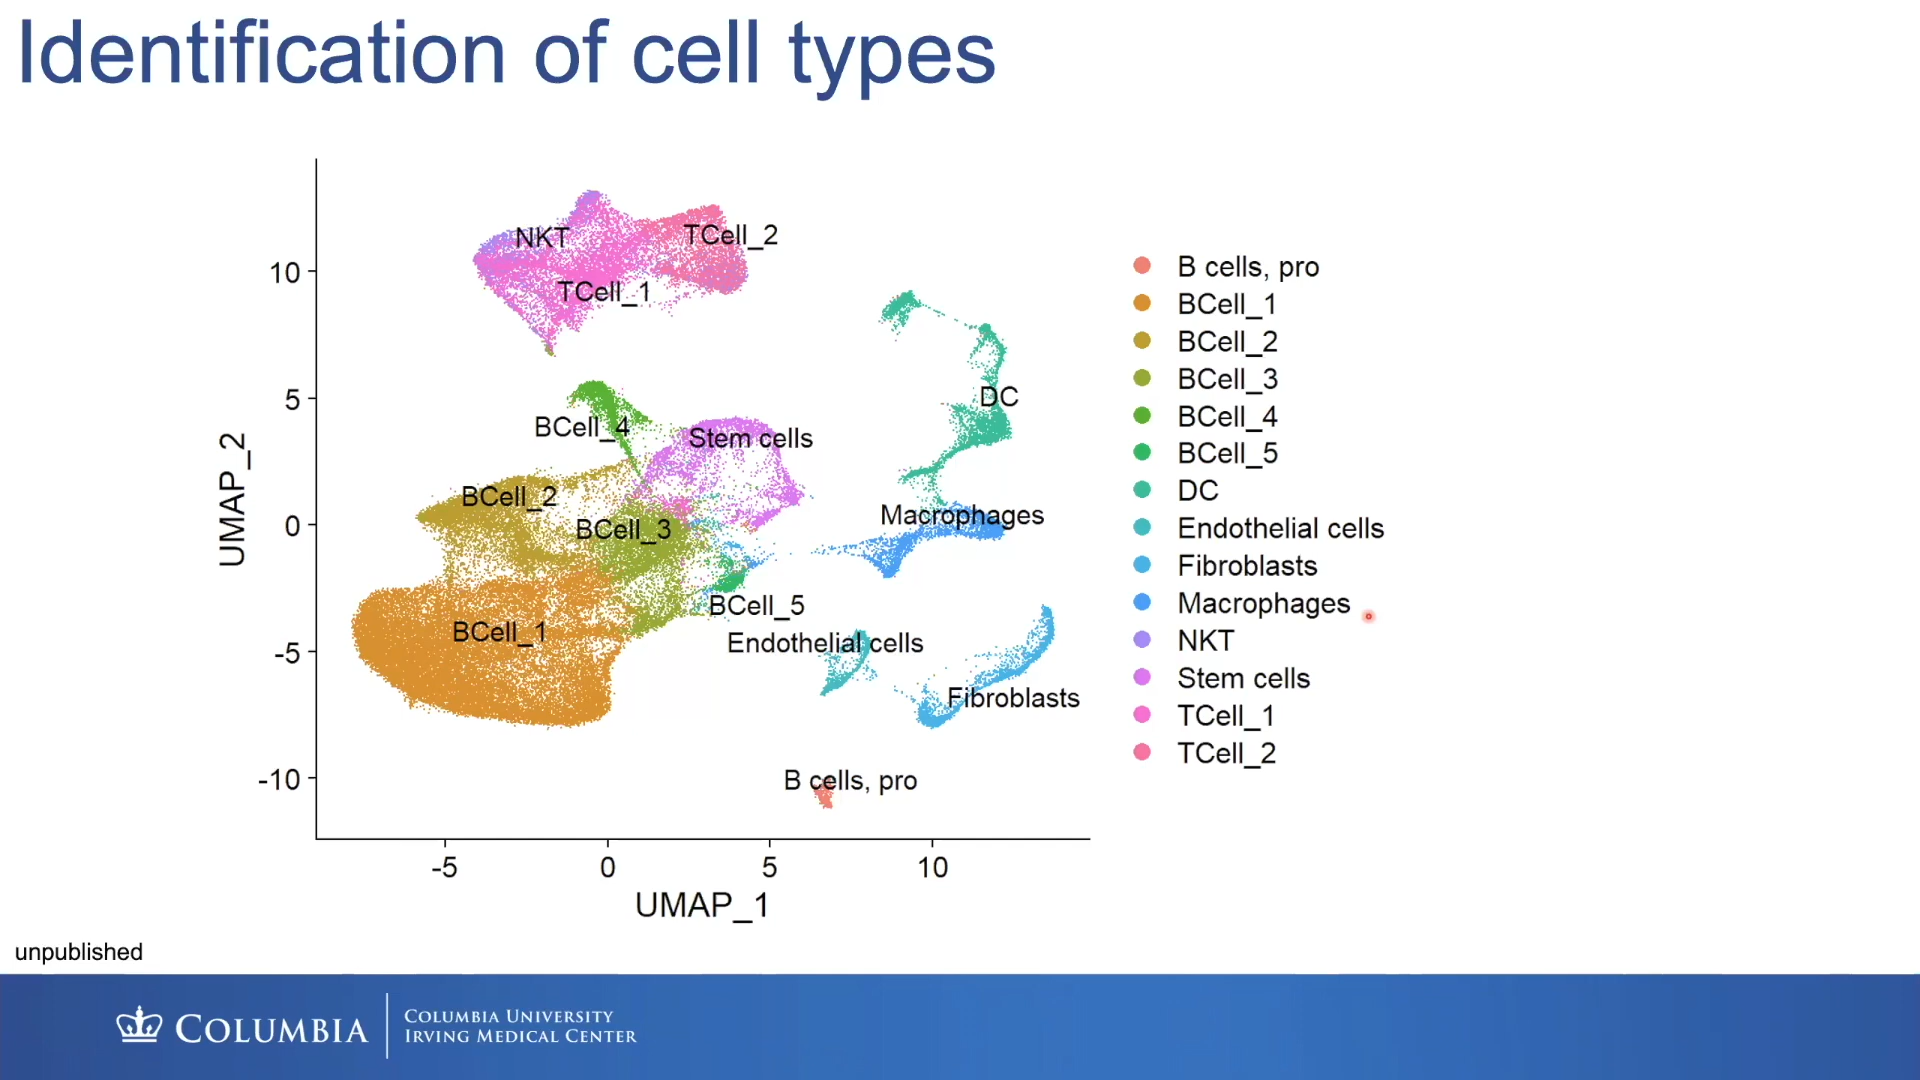 Identification of cell types
UMAP_2
10
5
0
-5
-10
NKT
TCell_2
TCell_1
BCell_4
Stem cells
BCell_2
BCell_3
BCell_1
BCell_5
DC
Macrophages
Endothelial cells
Fibroblasts
B cells, pro
-5
0
5
10
UMAP_1
B cells, pro
BCell_1
BCell_2
BCell_3
BCell_4
BCell_5
DC
Endothelial cells
Fibroblasts
Macrophages
NKT
Stem cells
TCell_1
TCell_2
unpublished
COLUMBIA
COLUMBIA UNIVERSITY
IRVING MEDICAL CENTER